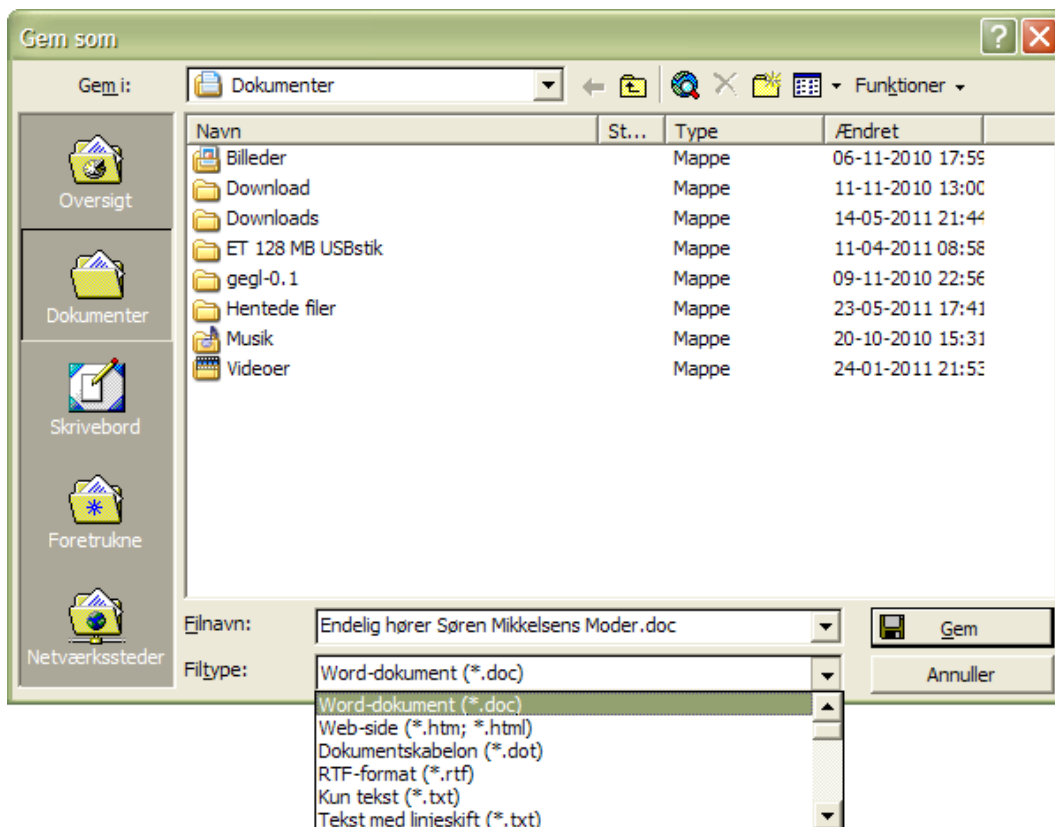 Gem som
Gem i:
Dokumenter
Funktioner
Oversigt
Dokumenter
Skrivebord
Foretrukne
Netværkssteder
Navn St... Type Ændret
Billeder Mappe 06-11-2010 17:59
Download Mappe 11-11-2010 13:00
Downloads Mappe 14-05-2011 21:44
ET 128 MB USBstik Mappe 11-04-2011 08:58
gegl-0.1 Mappe 09-11-2010 22:56
Hentede filer Mappe 23-05-2011 17:41
Musik Mappe 20-10-2010 15:31
Videoer Mappe 24-01-2011 21:53
Filnavn: Endelig hører Søren Mikkelsens Moder.doc Gem
Filtype: Word-dokument (*.doc) Annuller
Word-dokument (*.doc)
Web-side (*.htm; *.html)
Dokumentskabelon (*.dot)
RTF-format (*.rtf)
Kun tekst (*.txt)
Tekst med linjeskift (*.txt)